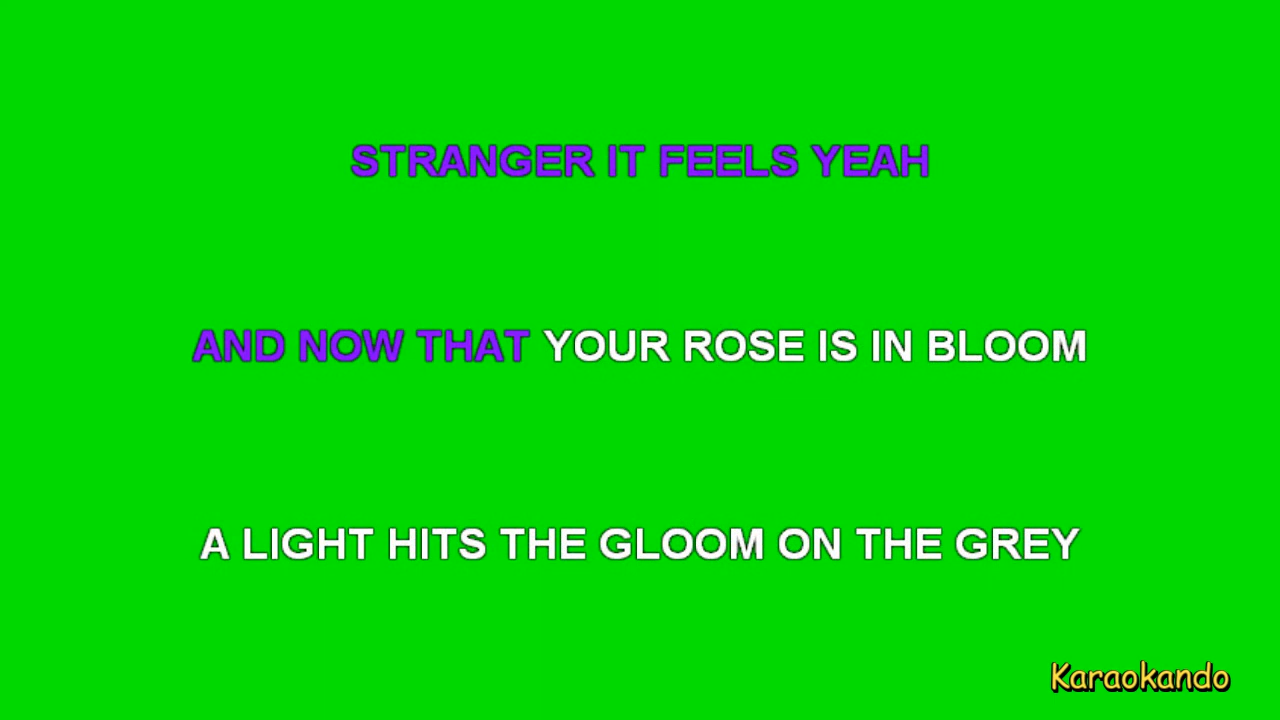 STRANGER IT FEELS YEAH
AND NOW THAT YOUR ROSE IS IN BLOOM
A LIGHT HITS THE GLOOM ON THE GREY
Karaokando